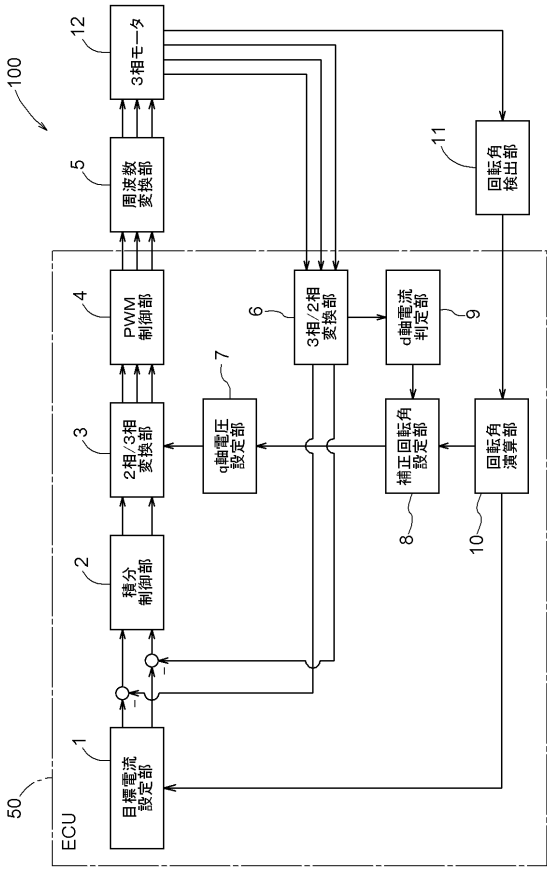 100
50
ECU
1
目標電流
設定部
2
積分
制御部
3
2相/3相
変換部
4
PWM
制御部
5
周波数
変換部
12
3相モータ
6
3相/2相
変換部
7
q軸電圧
設定部
8
補正回転角
設定部
9
d軸電流
判定部
10
回転角
演算部
11
回転角
検出部
-
-